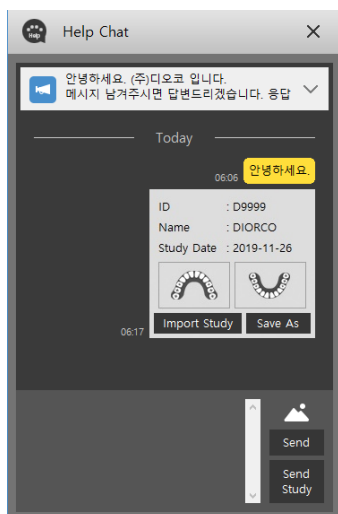 Help
Help Chat
안녕하세요. (주)디오코 입니다.
메시지 남겨주시면 답변드리겠습니다. 응답
Today
06:06 안녕하세요.
ID : D9999
Name : DIORCO
Study Date : 2019-11-26
Import Study Save As
06:17
Send
Send
Study